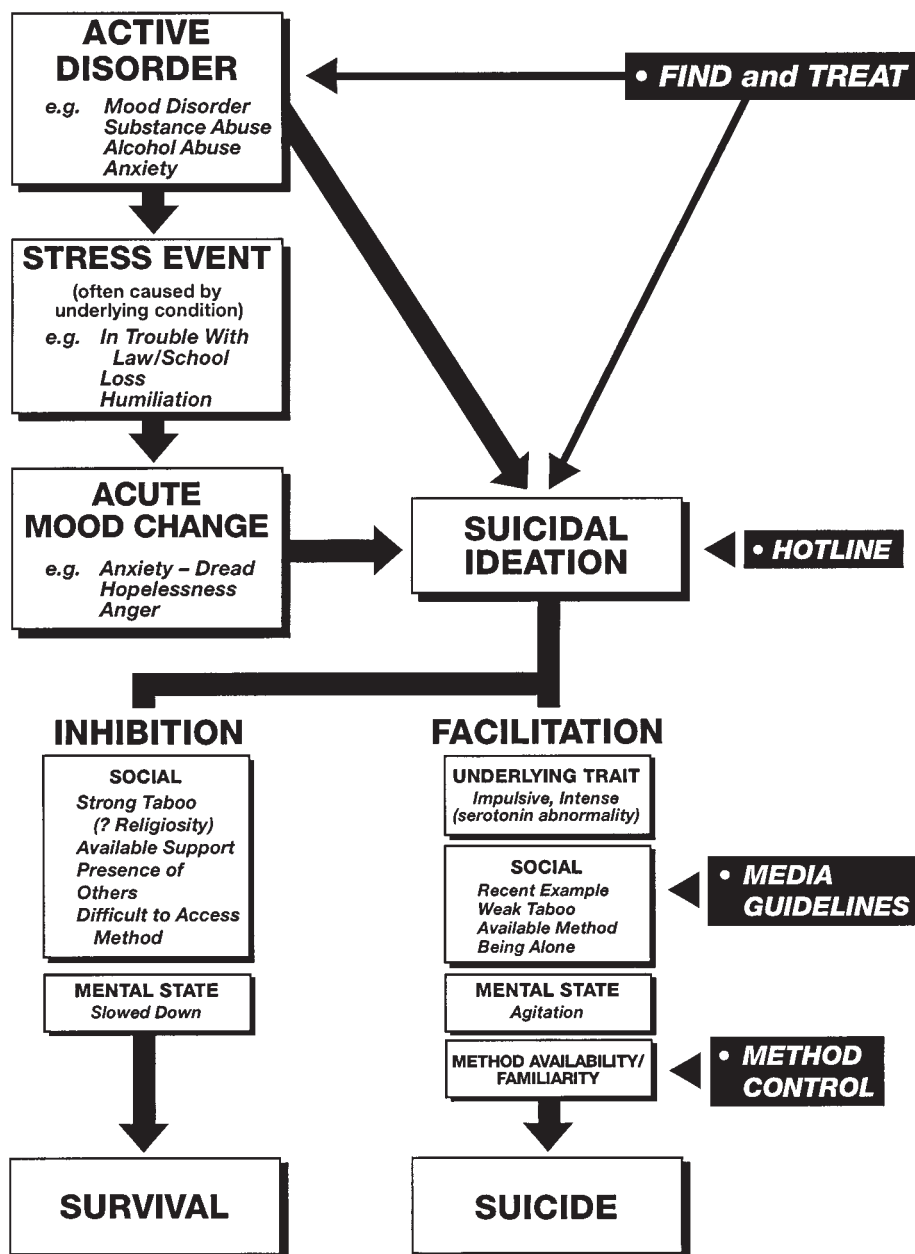 ACTIVE
DISORDER
e.g. Mood Disorder
Substance Abuse
Alcohol Abuse
Anxiety
• FIND and TREAT
STRESS EVENT
(often caused by
underlying condition)
e.g. In Trouble With
Law/School
Loss
Humiliation
ACUTE
MOOD CHANGE
e.g. Anxiety – Dread
Hopelessness
Anger
SUICIDAL
IDEATION
• HOTLINE
INHIBITION
SOCIAL
Strong Taboo
(? Religiosity)
Available Support
Presence of
Others
Difficult to Access
Method
MENTAL STATE
Slowed Down
SURVIVAL
FACILITATION
UNDERLYING TRAIT
Impulsive, Intense
(serotonin abnormality)
SOCIAL
Recent Example
Weak Taboo
Available Method
Being Alone
• MEDIA
GUIDELINES
MENTAL STATE
Agitation
METHOD AVAILABILITY/
FAMILIARITY
• METHOD
CONTROL
SUICIDE